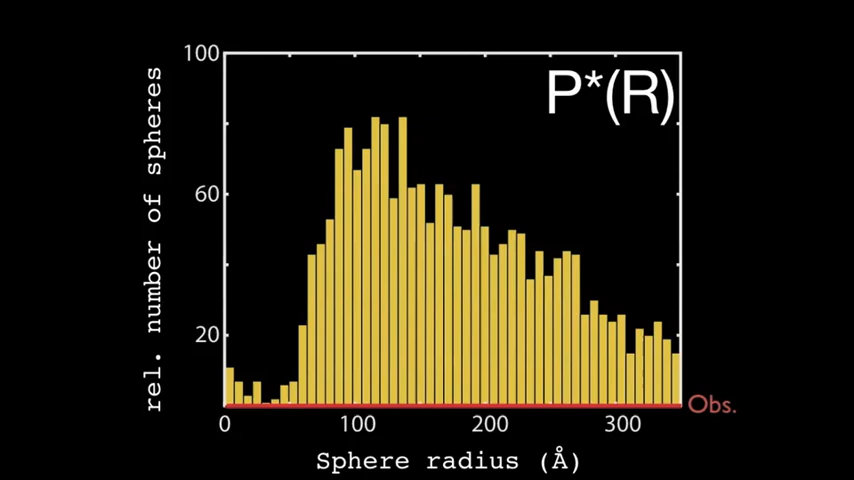 P*(R)
rel. number of spheres
100
60
20
Obs.
0 100 200 300
Sphere radius (Å)